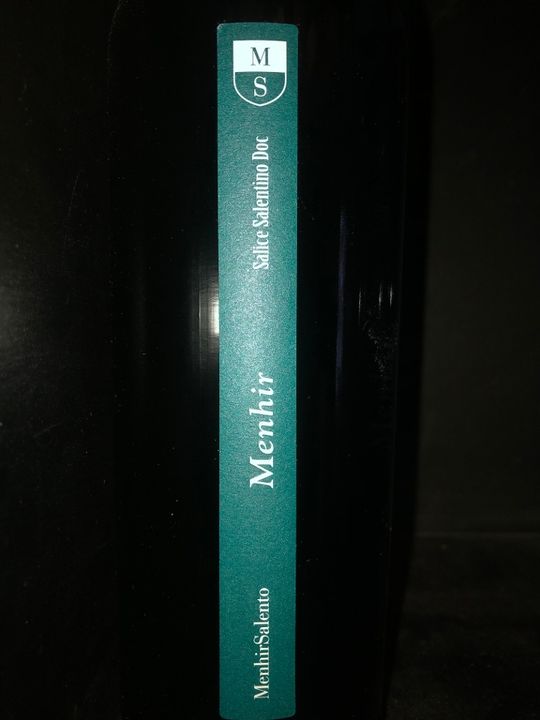 M
S
Salice Salentino Doc
Menhir
MenhirSalento